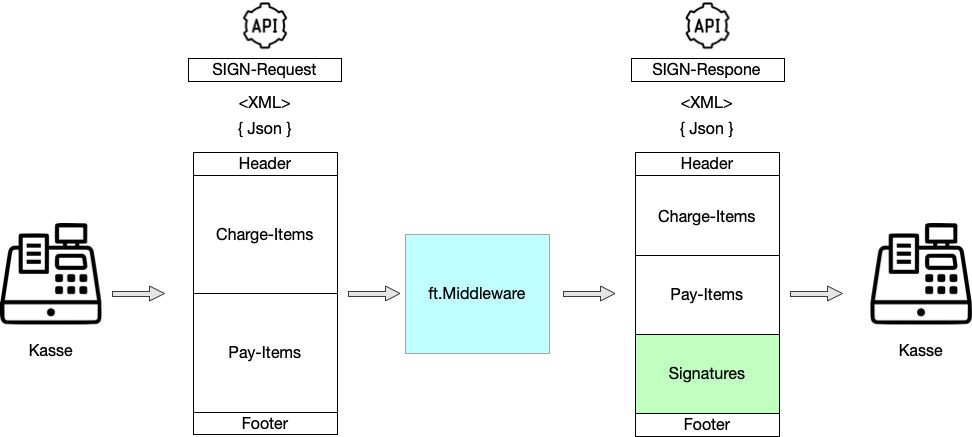 API
SIGN-Request
<XML>
{ Json }
Header
Charge-Items
Pay-Items
Footer
Kasse
ft.Middleware
API
SIGN-Respone
<XML>
{ Json }
Header
Charge-Items
Pay-Items
Signatures
Footer
Kasse